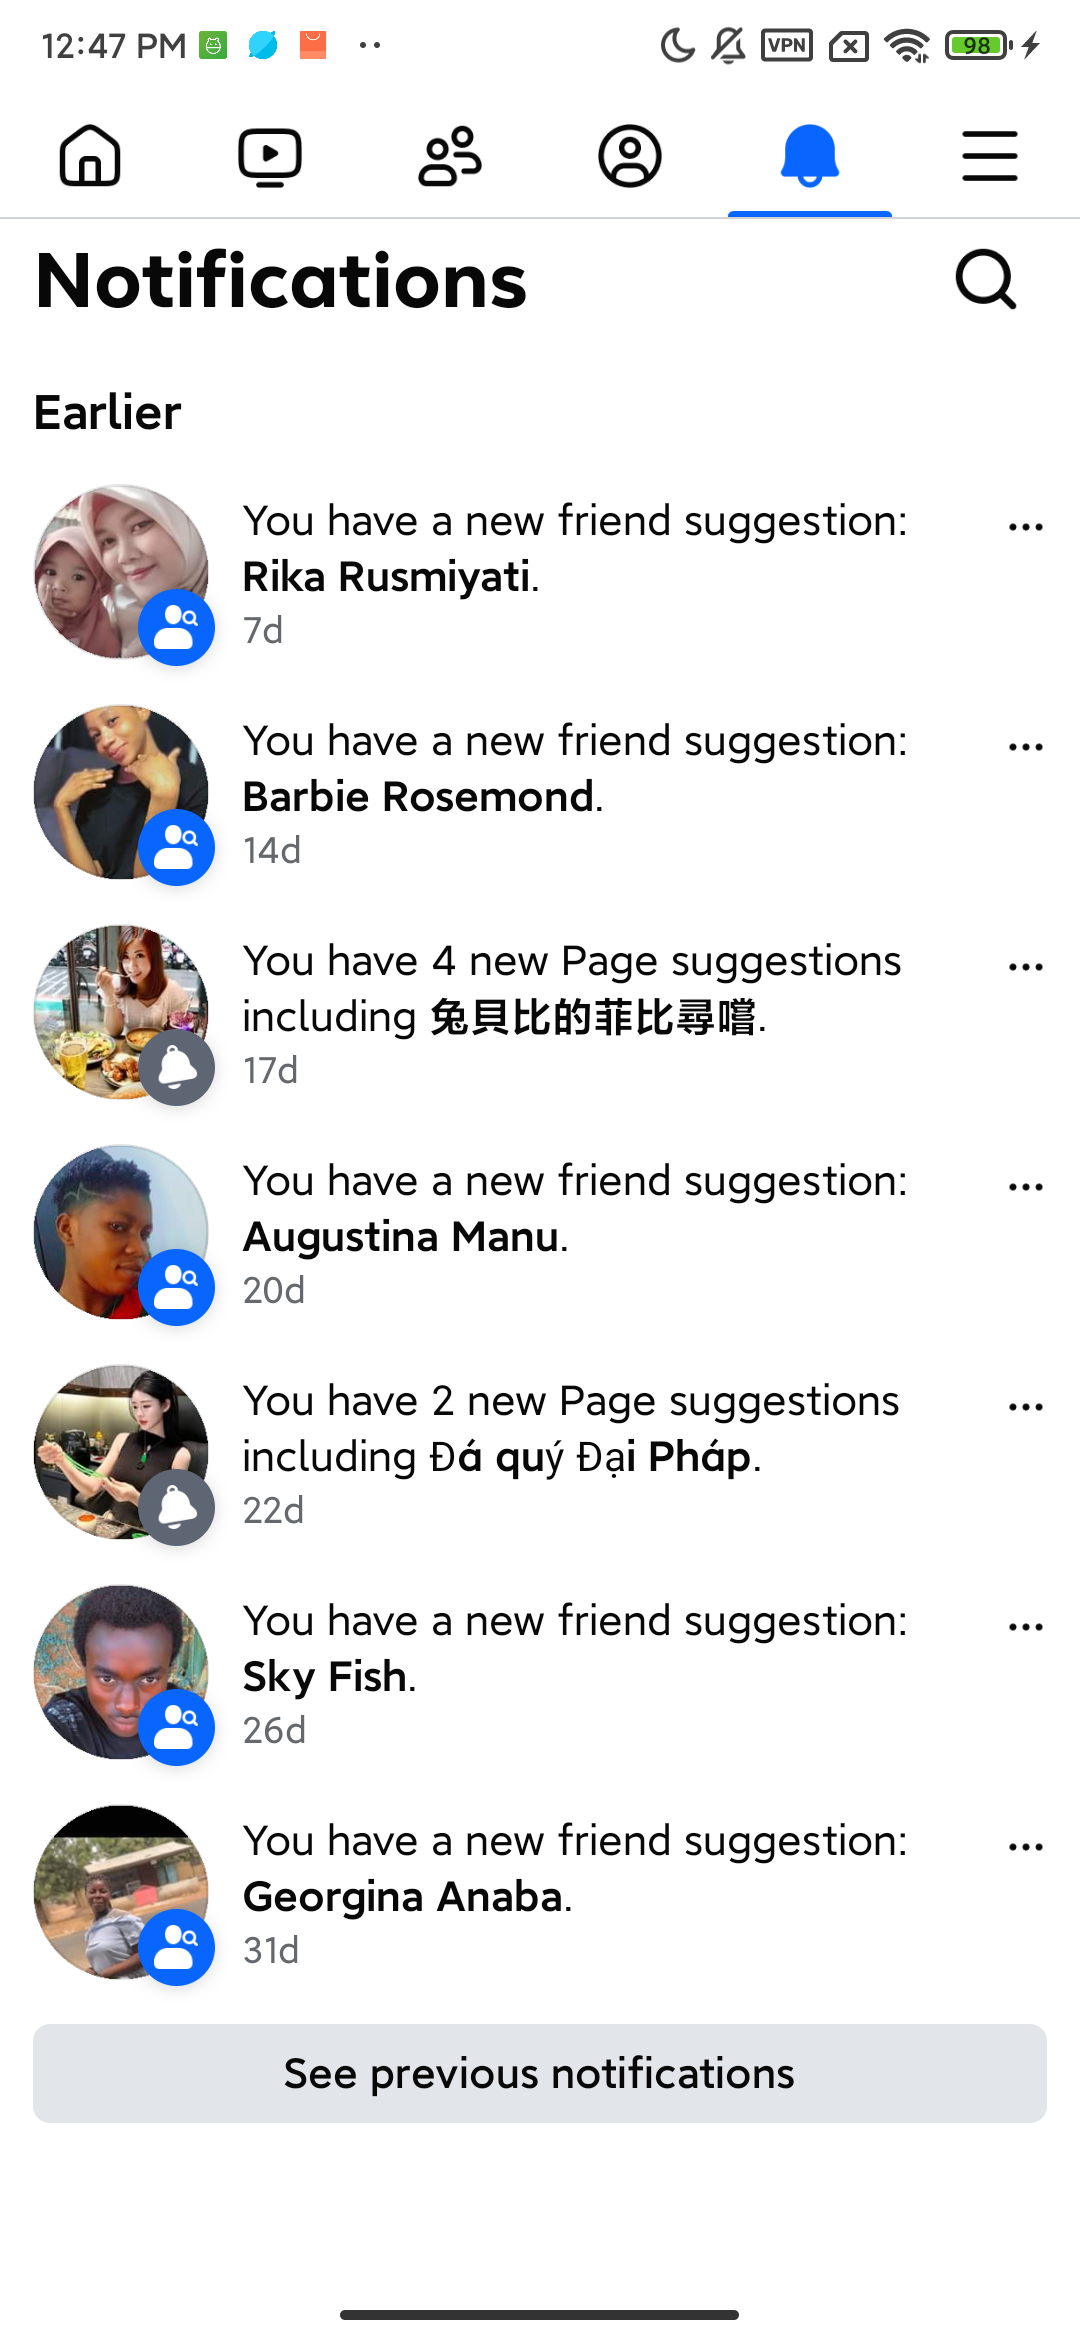 12:47 PM
VPN
98
Notifications
Earlier
You have a new friend suggestion:
Rika Rusmiyati.
7d
You have a new friend suggestion:
Barbie Rosemond.
14d
You have 4 new Page suggestions
including 兔貝比的菲比尋嚐.
17d
You have a new friend suggestion:
Augustina Manu.
20d
You have 2 new Page suggestions
including Đá quý Đại Pháp.
22d
You have a new friend suggestion:
Sky Fish.
26d
You have a new friend suggestion:
Georgina Anaba.
31d
See previous notifications